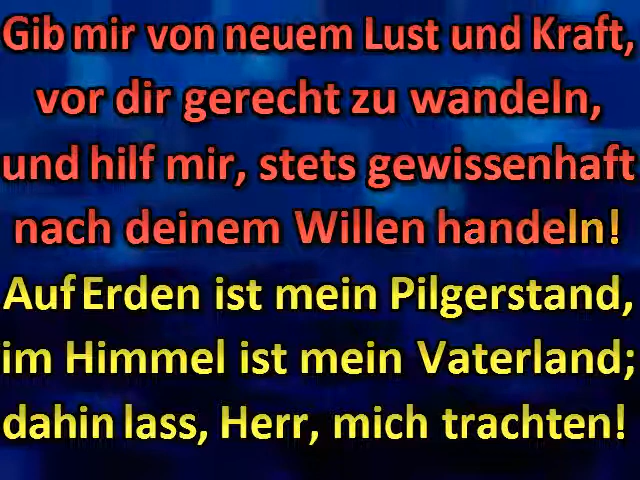 Gib mir von neuem Lust und Kraft,
vor dir gerecht zu wandeln,
und hilf mir, stets gewissenhaft
nach deinem Willen handeln!
Auf Erden ist mein Pilgerstand,
im Himmel ist mein Vaterland;
dahin lass, Herr, mich trachten!